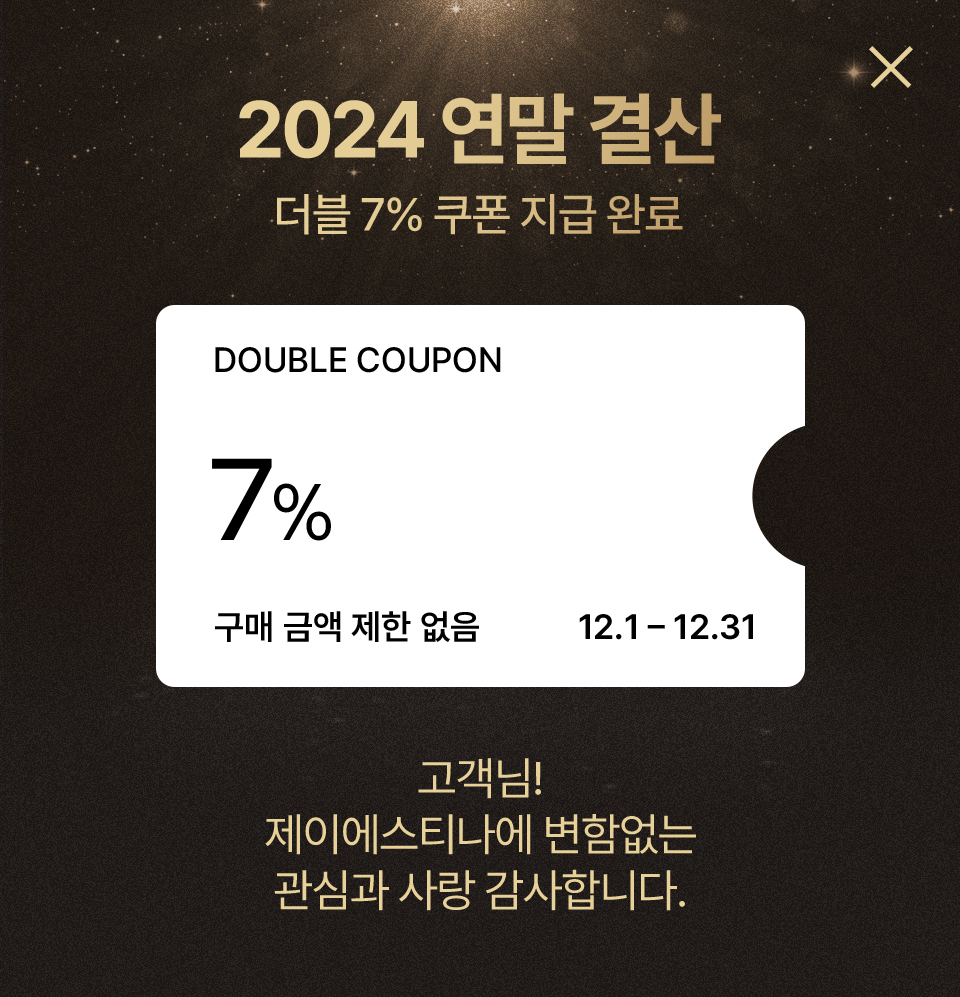 2024 연말 결산
더블 7% 쿠폰 지급 완료
DOUBLE COUPON
7%
구매 금액 제한 없음 12.1 – 12.31
고객님!
제이에스티나에 변함없는
관심과 사랑 감사합니다.